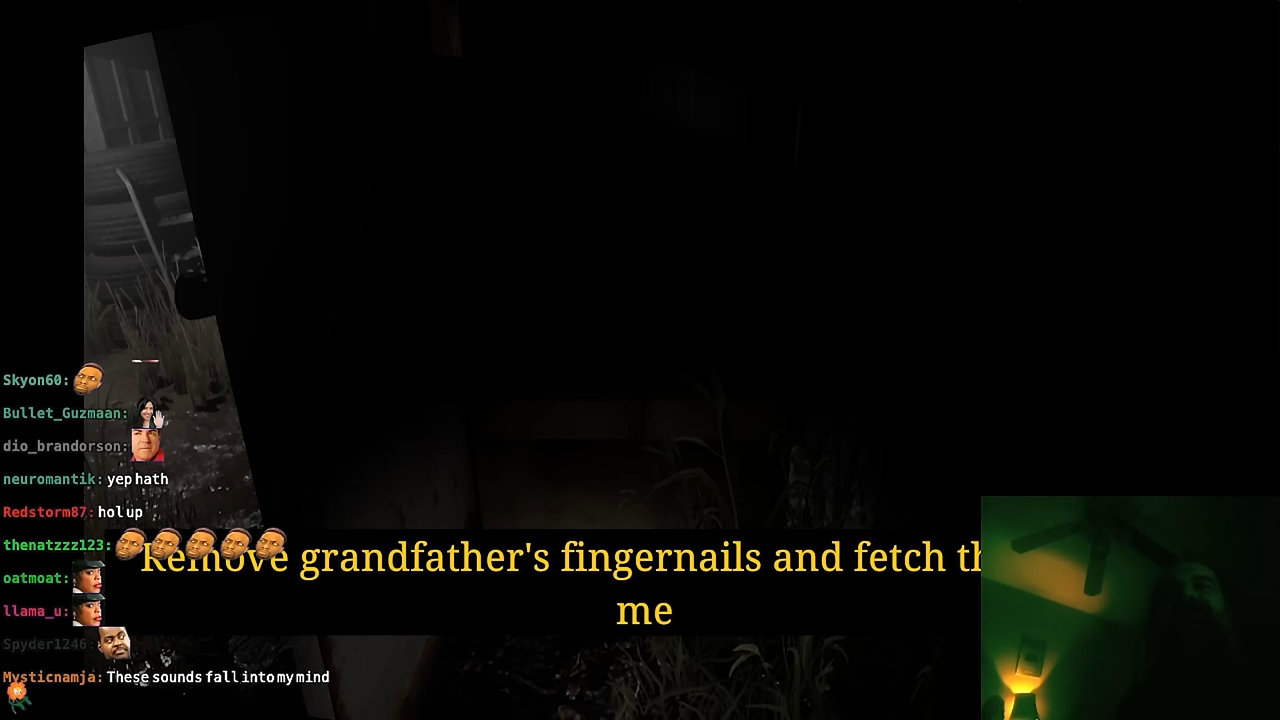 Skyon60:
Bullet_Guzmaan:
dio_brandorson:
neuromantik: yep hath
Redstorm87: hol up
thenatzzz123:
oatmoat:
llama_u:
Spyder1246:
Mysticnamja: These sounds fall into my mind
Remove grandfather's fingernails and fetch
me